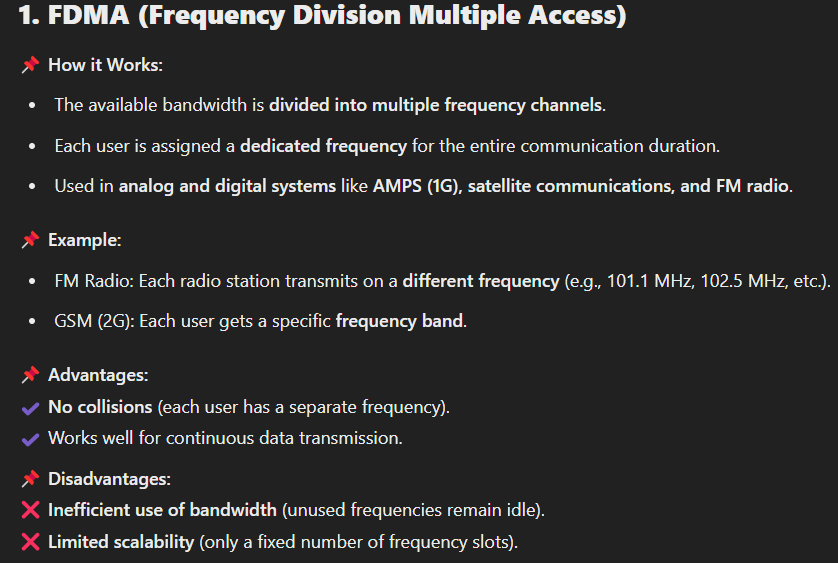 1. FDMA (Frequency Division Multiple Access)
📌 How it Works:
• The available bandwidth is divided into multiple frequency channels.
• Each user is assigned a dedicated frequency for the entire communication duration.
• Used in analog and digital systems like AMPS (1G), satellite communications, and FM radio.
📌 Example:
• FM Radio: Each radio station transmits on a different frequency (e.g., 101.1 MHz, 102.5 MHz, etc.).
• GSM (2G): Each user gets a specific frequency band.
📌 Advantages:
✔ No collisions (each user has a separate frequency).
✔ Works well for continuous data transmission.
📌 Disadvantages:
❌ Inefficient use of bandwidth (unused frequencies remain idle).
❌ Limited scalability (only a fixed number of frequency slots).